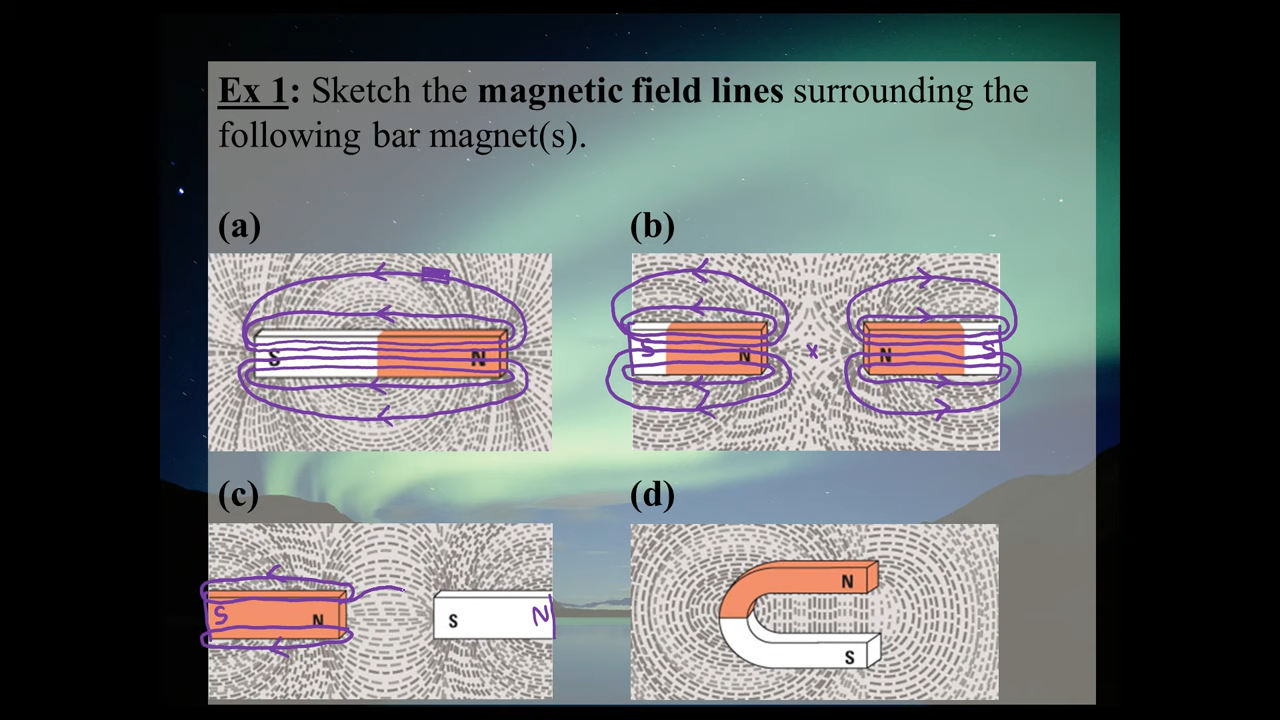 Ex 1: Sketch the magnetic field lines surrounding the
following bar magnet(s).
(a)
(b)
S N
S N x N S
(c)
(d)
S N S N
N
S